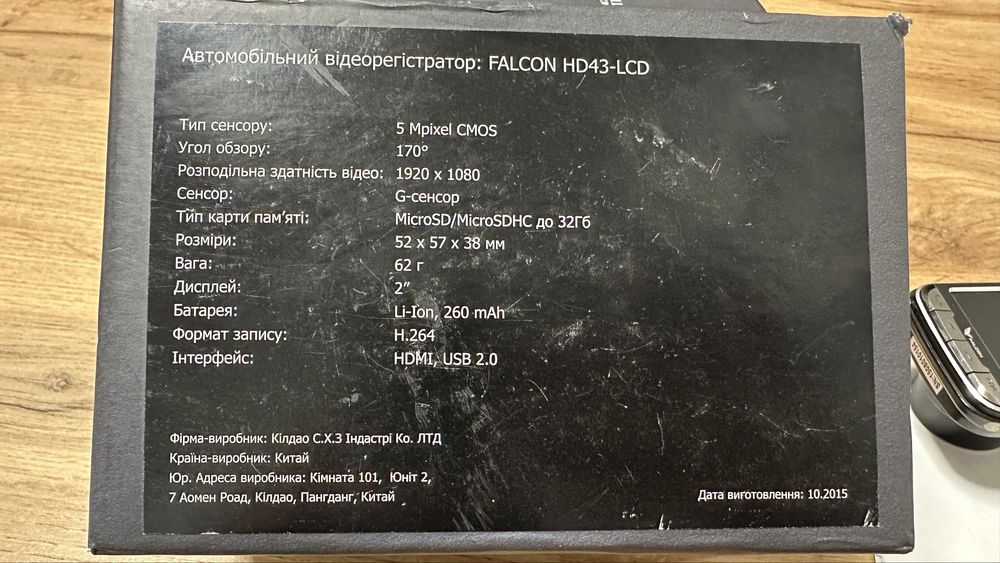 Автомобільний відеорегістратор: FALCON HD43-LCD
Тип сенсору: 5 Mpixel CMOS
Угол обзору: 170°
Розподільна здатність відео: 1920 x 1080
Сенсор: G-сенсор
Тип карти пам'яті: MicroSD/MicroSDHC до 32Гб
Розміри: 52 x 57 x 38 мм
Вага: 62 г
Дисплей: 2”
Батарея: Li-Ion, 260 mAh
Формат запису: H.264
Інтерфейс: HDMI, USB 2.0
Фірма-виробник: Кілдао С.Х.З Індастрі Ко. ЛТД
Країна-виробник: Китай
Юр. Адреса виробника: Кімната 101, Юніт 2,
7 Аомен Роад, Кілдао, Пангданг, Китай
Дата виготовлення: 10.2015